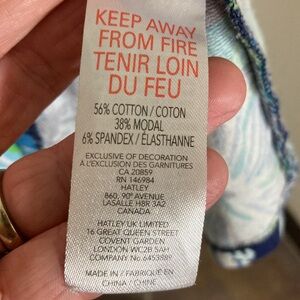 KEEP AWAY
FROM FIRE
TENIR LOIN
DU FEU
56% COTTON / COTON
38% MODAL
6% SPANDEX / ÉLASTHANNE
EXCLUSIVE OF DECORATION
À L'EXCLUSION DES GARNITURES
CA 20859
RN 146984
HATLEY
860, 90E AVENUE
LASALLE H8R 3A2
CANADA
HATLEY UK LIMITED
16 GREAT QUEEN STREET
COVENT GARDEN
LONDON WC2B 5AH
COMPANY No.6453889
MADE IN / FABRIQUÉ EN
CHINA / CHINE